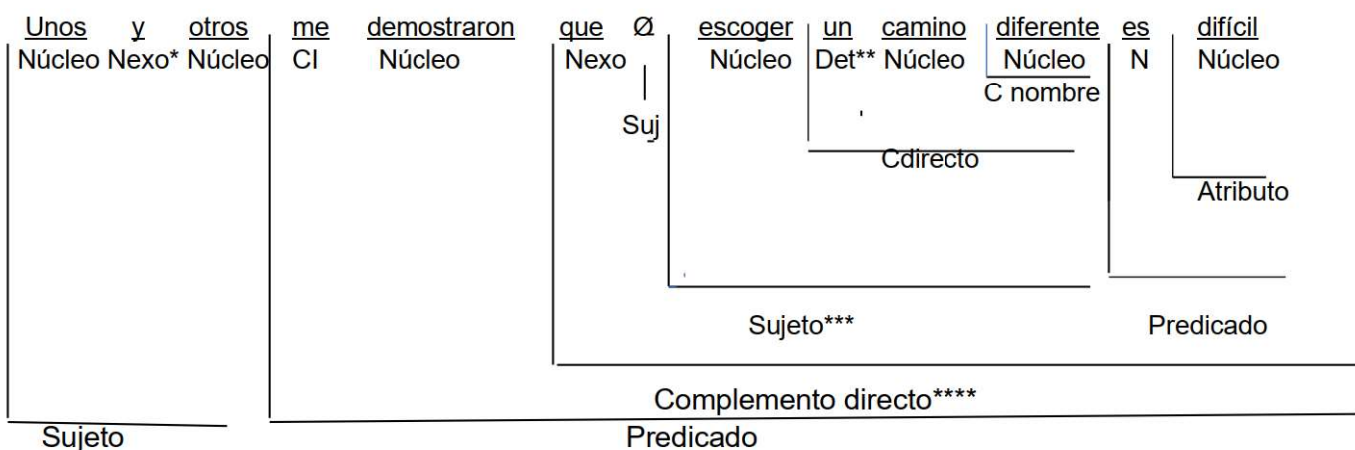 Unos y otros me demostraron que Ø escoger un camino diferente es difícil
Núcleo Nexo* Núcleo CI Núcleo Nexo Núcleo Det** Núcleo Núcleo N Núcleo
C nombre
Suj
Cdirecto
Atributo
Sujeto*** Predicado
Complemento directo****
Sujeto Predicado